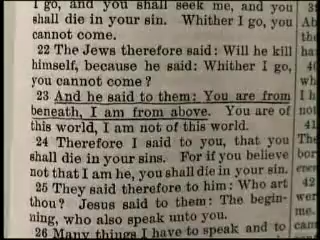 I go, and you shall seek me, and you
shall die in your sin. Whither I go, you
cannot come.
22 The Jews therefore said: Will he kill
himself, because he said: Whither I go,
you cannot come?
23 And he said to them: You are from
beneath, I am from above. You are of
this world, I am not of this world.
24 Therefore I said to you, that you
shall die in your sins. For if you believe
not that I am he, you shall die in your sin.
25 They said therefore to him: Who art
thou? Jesus said to them: The begin-
ning, who also speak unto you.
26 Many things I have to speak and to